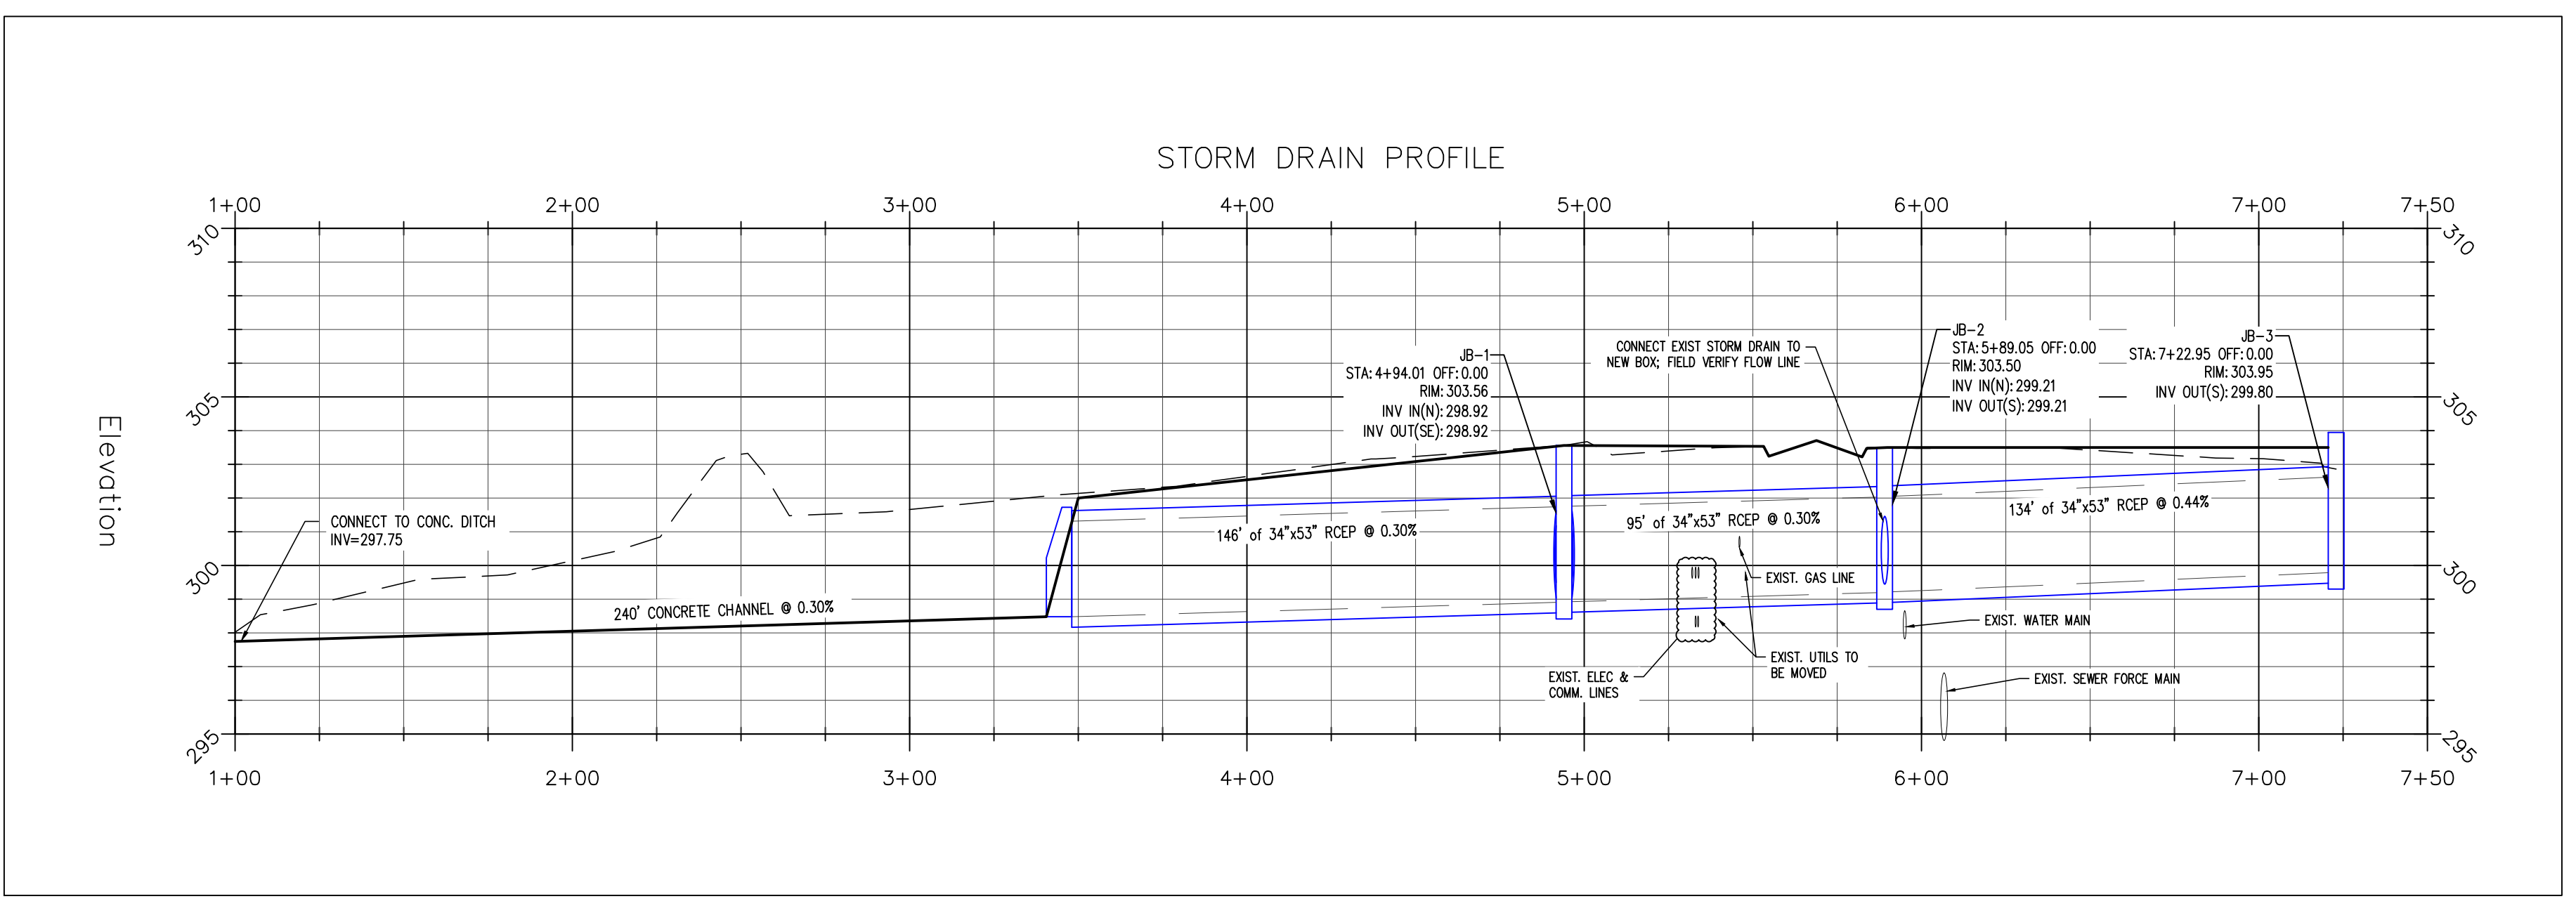 STORM DRAIN PROFILE
1+00
2+00
3+00
4+00
5+00
6+00
7+00
7+50
310
310
305
305
300
300
295
295
Elevation
JB-1
STA: 4+94.01 OFF: 0.00
RIM: 303.56
INV IN(N): 298.92
INV OUT(SE): 298.92
CONNECT EXIST STORM DRAIN TO
NEW BOX; FIELD VERIFY FLOW LINE
JB-2
STA: 5+89.05 OFF: 0.00
RIM: 303.50
INV IN(N): 299.21
INV OUT(S): 299.21
JB-3
STA: 7+22.95 OFF: 0.00
RIM: 303.95
INV OUT(S): 299.80
CONNECT TO CONC. DITCH
INV=297.75
240' CONCRETE CHANNEL @ 0.30%
146' of 34"x53" RCEP @ 0.30%
95' of 34"x53" RCEP @ 0.30%
134' of 34"x53" RCEP @ 0.44%
EXIST. GAS LINE
EXIST. WATER MAIN
EXIST. UTILS TO
BE MOVED
EXIST. ELEC &
COMM. LINES
EXIST. SEWER FORCE MAIN
1+00
2+00
3+00
4+00
5+00
6+00
7+00
7+50